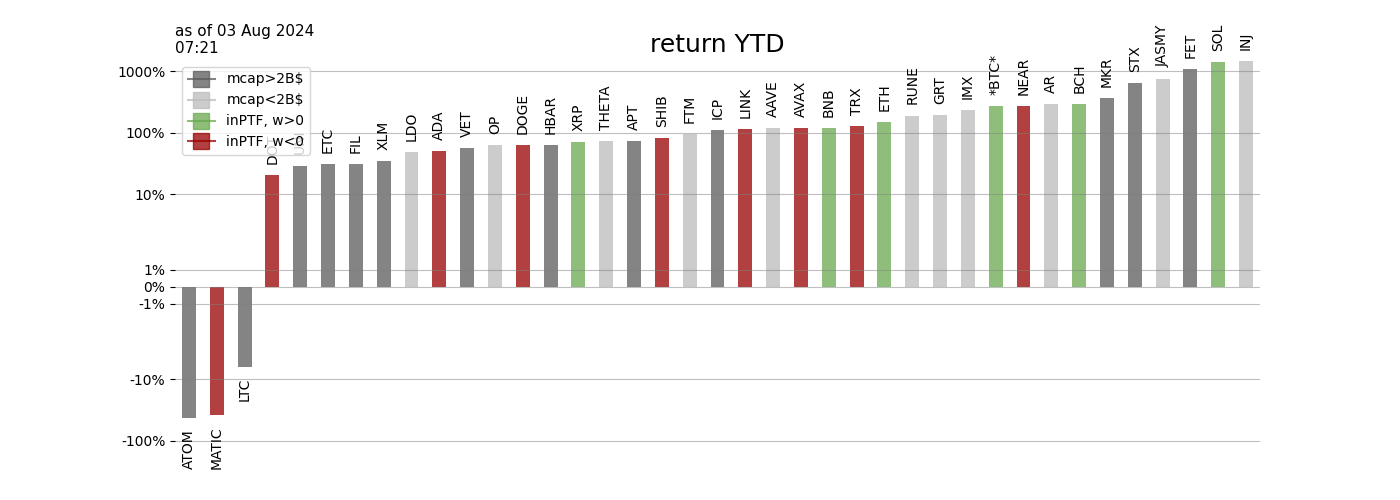 as of 03 Aug 2024
07:21
return YTD
mcap>2B$
mcap<2B$
inPTF, w>0
inPTF, w<0
1000%
100%
10%
1%
0%
-1%
-10%
-100%
ATOM
MATIC
LTC
ETC
FIL
XLM
LDO
ADA
VET
OP
DOGE
HBAR
XRP
THETA
APT
SHIB
FTM
ICP
LINK
AAVE
AVAX
BNB
TRX
ETH
RUNE
GRT
IMX
*BTC*
NEAR
AR
BCH
MKR
STX
JASMY
FET
SOL
INJ